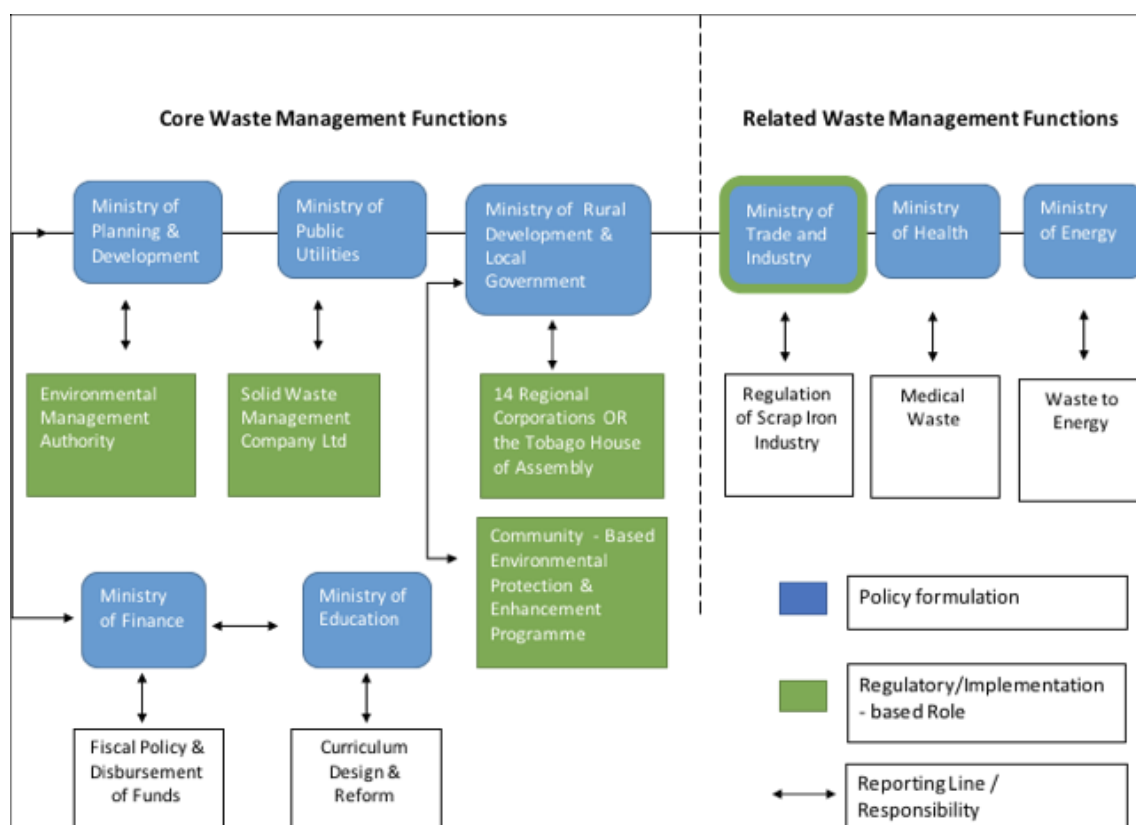 Core Waste Management Functions
Related Waste Management Functions
Ministry of
Planning &
Development
Ministry of
Public
Utilities
Ministry of Rural
Development &
Local
Government
Ministry of
Trade and
Industry
Ministry
of Health
Ministry
of Energy
Environmental
Management
Authority
Solid Waste
Management
Company Ltd
14 Regional
Corporations OR
the Tobago House
of Assembly
Regulation
of Scrap Iron
Industry
Medical
Waste
Waste to
Energy
Community - Based
Environmental
Protection &
Enhancement
Programme
Ministry
of Finance
Ministry of
Education
Fiscal Policy &
Disbursement
of Funds
Curriculum
Design &
Reform
Policy formulation
Regulatory/Implementation
- based Role
Reporting Line /
Responsibility